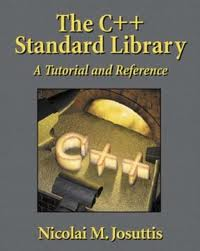 The C++
Standard Library
A Tutorial and Reference
C++
Nicolai M. Josuttis